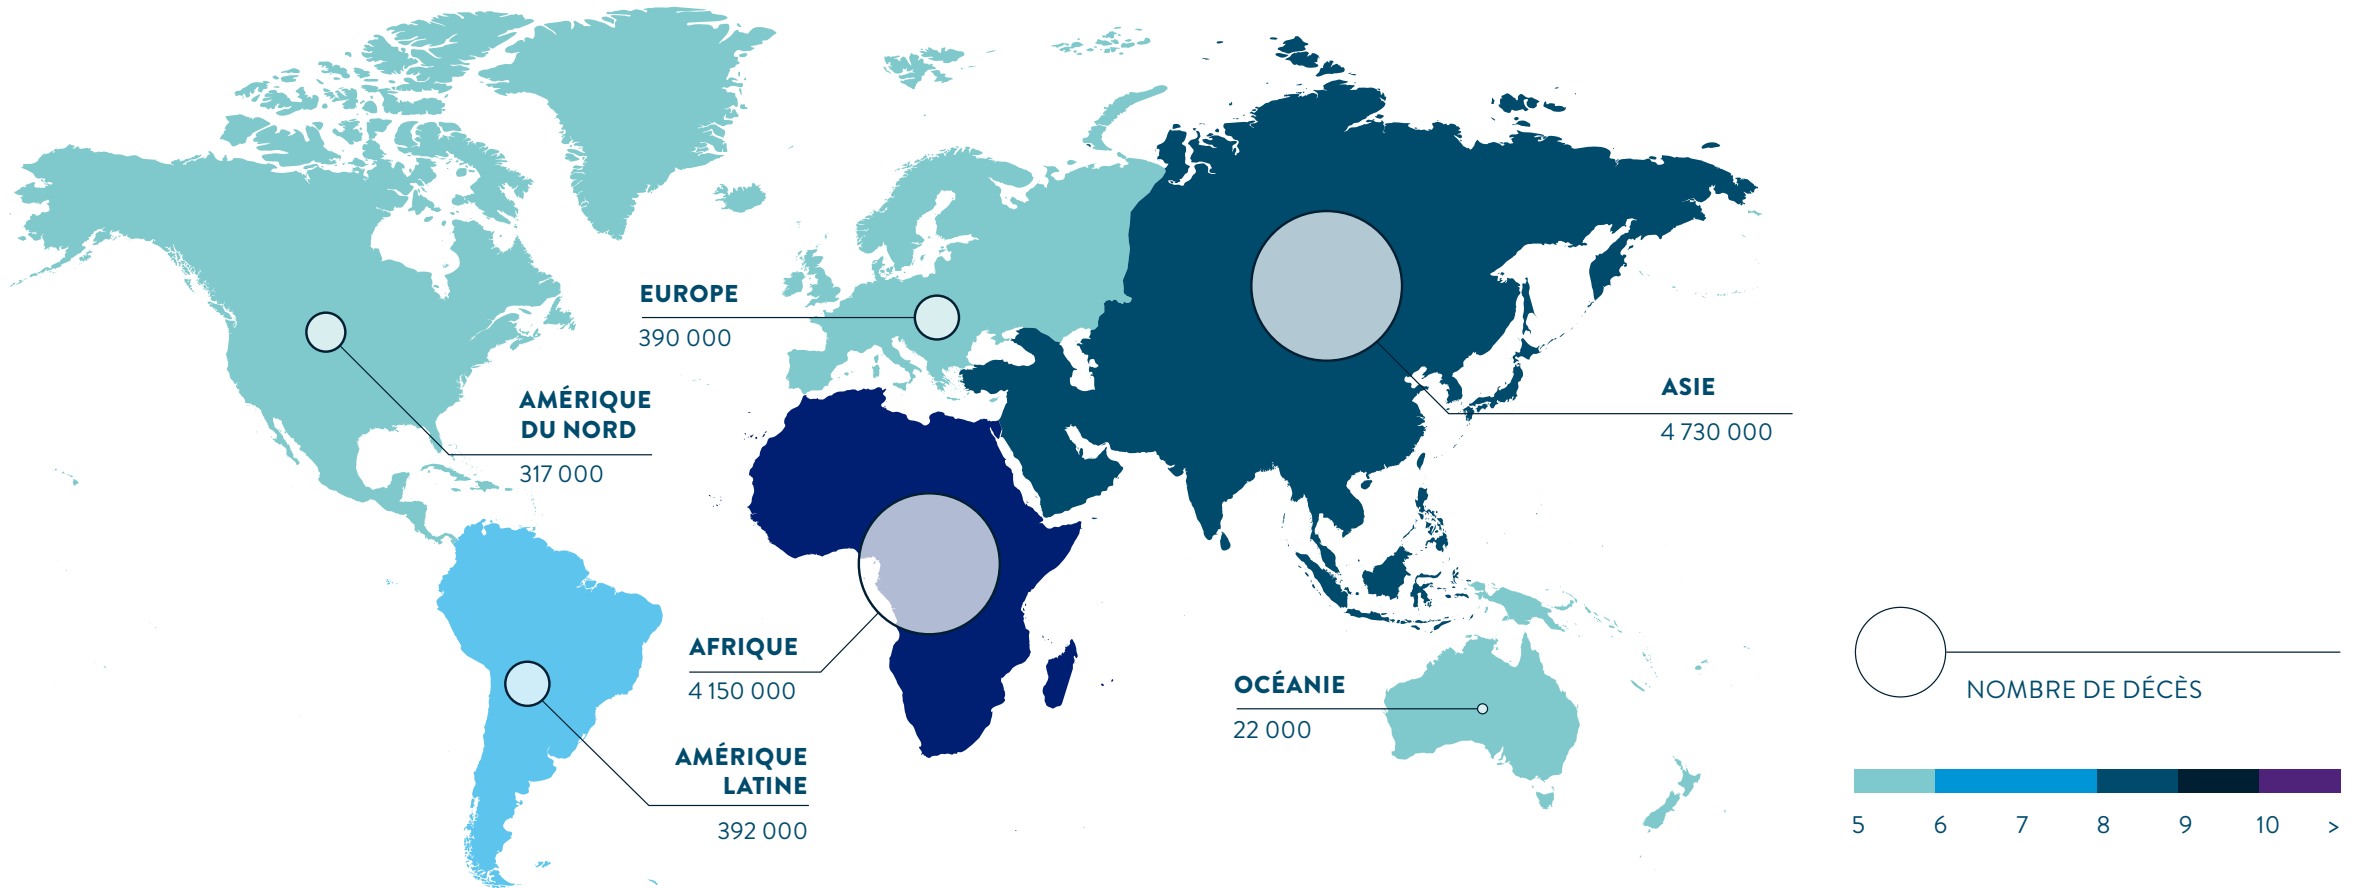 EUROPE
390 000
AMÉRIQUE
DU NORD
317 000
ASIE
4 730 000
AFRIQUE
4 150 000
OCÉANIE
22 000
AMÉRIQUE
LATINE
392 000
NOMBRE DE DÉCÈS
5 6 7 8 9 10 >